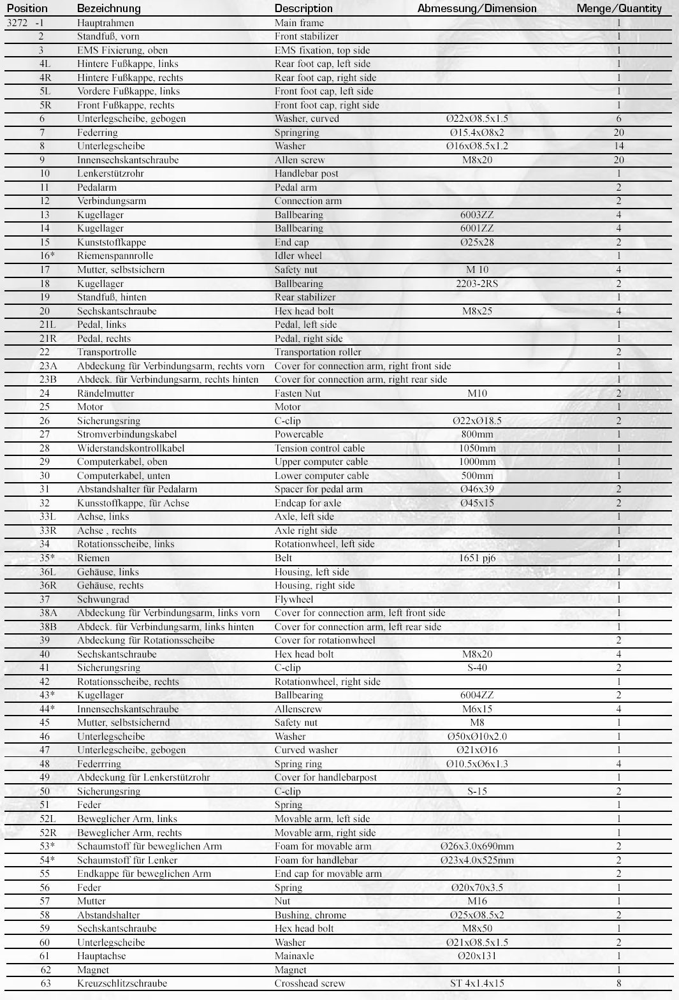 Position Bezeichnung Description Abmessung/Dimension Menge/Quantity
3272 -1 Hauptrahmen Main frame 1
2 Standfuß, vorn Front stabilizer 1
3 EMS Fixierung, oben EMS fixation, top side 1
4L Hintere Fußkappe, links Rear foot cap, left side 1
4R Hintere Fußkappe, rechts Rear foot cap, right side 1
5L Vordere Fußkappe, links Front foot cap, left side 1
5R Front Fußkappe, rechts Front foot cap, right side 1
6 Unterlegscheibe, gebogen Washer, curved Ø22xØ8.5x1.5 6
7 Federring Springring Ø15.4xØ8x2 20
8 Unterlegscheibe Washer Ø16xØ8.5x1.2 14
9 Innensechskantschraube Allen screw M8x20 20
10 Lenkerstützrohr Handlebar post 1
11 Pedalarm Pedal arm 2
12 Verbindungsarm Connection arm 2
13 Kugellager Ballbearing 6003ZZ 4
14 Kugellager Ballbearing 6001ZZ 4
15 Kunststoffkappe End cap Ø25x28 2
16* Riemenspannrolle Idler wheel 1
17 Mutter, selbstsichern Safety nut M 10 4
18 Kugellager Ballbearing 2203-2RS 2
19 Standfuß, hinten Rear stabilizer 1
20 Sechskantschraube Hex head bolt M8x25 4
21L Pedal, links Pedal, left side 1
21R Pedal, rechts Pedal, right side 1
22 Transportrolle Transportation roller 2
23A Abdeckung für Verbindungsarm, rechts vorn Cover for connection arm, right front side 1
23B Abdeck. für Verbindungsarm, rechts hinten Cover for connection arm, right rear side 1
24 Rändelmutter Fasten Nut M10 2
25 Motor Motor 1
26 Sicherungsring C-clip Ø22xØ18.5 2
27 Stromverbindungskabel Powercable 800mm 1
28 Widerstandskontrollkabel Tension control cable 1050mm 1
29 Computerkabel, oben Upper computer cable 1000mm 1
30 Computerkabel, unten Lower computer cable 500mm 1
31 Abstandshalter für Pedalarm Spacer for pedal arm Ø46x39 2
32 Kunsstoffkappe, für Achse Endcap for axle Ø45x15 2
33L Achse, links Axle, left side 1
33R Achse , rechts Axle right side 1
34 Rotationsscheibe, links Rotationwheel, left side 1
35* Riemen Belt 1651 pj6 1
36L Gehäuse, links Housing, left side 1
36R Gehäuse, rechts Housing, right side 1
37 Schwungrad Flywheel 1
38A Abdeckung für Verbindungsarm, links vorn Cover for connection arm, left front side 1
38B Abdeck. für Verbindungsarm, links hinten Cover for connection arm, left rear side 1
39 Abdeckung für Rotationsscheibe Cover for rotationwheel 2
40 Sechskantschraube Hex head bolt M8x20 4
41 Sicherungsring C-clip S-40 2
42 Rotationsscheibe, rechts Rotationwheel, right side 1
43* Kugellager Ballbearing 6004ZZ 2
44* Innensechskantschraube Allenscrew M6x15 4
45 Mutter, selbstsichernd Safety nut M8 1
46 Unterlegscheibe Washer Ø50xØ10x2.0 1
47 Unterlegscheibe, gebogen Curved washer Ø21xØ16 1
48 Federrring Spring ring Ø10.5xØ6x1.3 4
49 Abdeckung für Lenkerstützrohr Cover for handlebarpost 1
50 Sicherungsring C-clip S-15 2
51 Feder Spring 1
52L Beweglicher Arm, links Movable arm, left side 1
52R Beweglicher Arm, rechts Movable arm, right side 1
53* Schaumstoff für beweglichen Arm Foam for movable arm Ø26x3.0x690mm 2
54* Schaumstoff für Lenker Foam for handlebar Ø23x4.0x525mm 2
55 Endkappe für beweglichen Arm End cap for movable arm 2
56 Feder Spring Ø20x70x3.5 1
57 Mutter Nut M16 1
58 Abstandshalter Bushing, chrome Ø25xØ8.5x2 2
59 Sechskantschraube Hex head bolt M8x50 1
60 Unterlegscheibe Washer Ø21xØ8.5x1.5 2
61 Hauptachse Mainaxle Ø20x131 1
62 Magnet Magnet 1
63 Kreuzschlitzschraube Crosshead screw ST 4x1.4x15 8